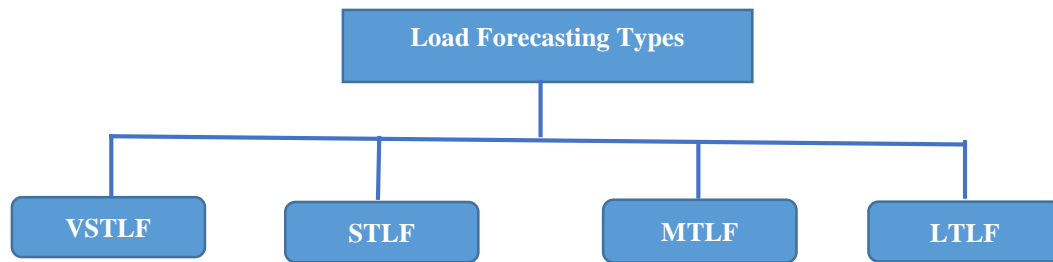 Load Forecasting Types
VSTLF
STLF
MTLF
LTLF